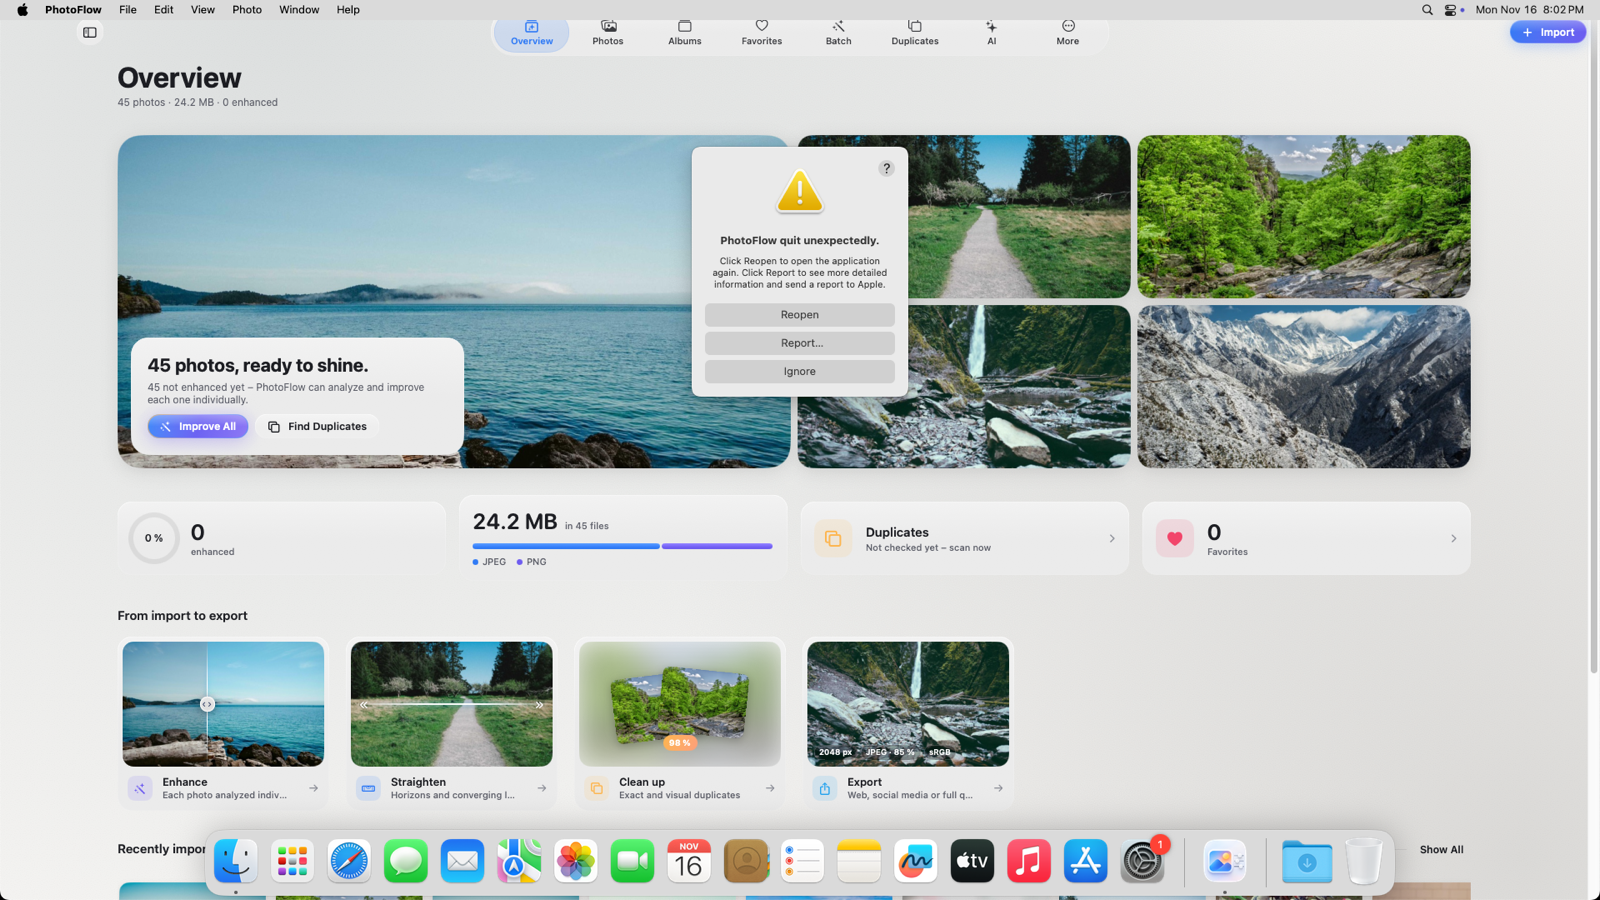 PhotoFlow File Edit View Photo Window Help
Mon Nov 16 8:02 PM
Overview
Photos
Albums
Favorites
Batch
Duplicates
AI
More
+ Import
Overview
45 photos · 24.2 MB · 0 enhanced
?
PhotoFlow quit unexpectedly.
Click Reopen to open the application
again. Click Report to see more detailed
information and send a report to Apple.
Reopen
Report...
Ignore
45 photos, ready to shine.
45 not enhanced yet – PhotoFlow can analyze and improve
each one individually.
Improve All
Find Duplicates
0 %
0
enhanced
24.2 MB in 45 files
JPEG PNG
Duplicates
Not checked yet – scan now
0
Favorites
From import to export
98 %
2048 px JPEG · 85 % sRGB
Enhance
Each photo analyzed indiv...
Straighten
Horizons and converging l...
Clean up
Exact and visual duplicates
Export
Web, social media or full q...
Recently impor
Show All
NOV
16
tv
1